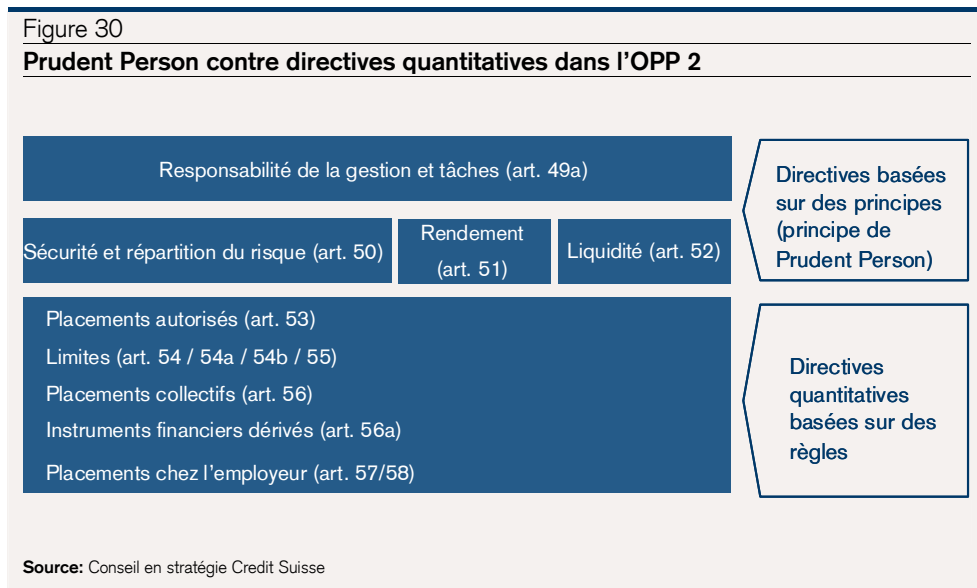 Figure 30
Prudent Person contre directives quantitatives dans l'OPP 2
Responsabilité de la gestion et tâches (art. 49a)
Sécurité et répartition du risque (art. 50)
Rendement
(art. 51)
Liquidité (art. 52)
Directives basées
sur des principes
(principe de
Prudent Person)
Placements autorisés (art. 53)
Limites (art. 54 / 54a / 54b / 55)
Placements collectifs (art. 56)
Instruments financiers dérivés (art. 56a)
Placements chez l'employeur (art. 57/58)
Directives
quantitatives
basées sur des
règles
Source: Conseil en stratégie Credit Suisse